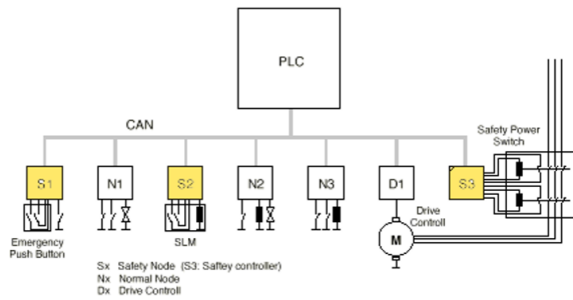 PLC
CAN
Safety Power
Switch
S1
N1
S2
N2
N3
D1
S3
Emergency
Push Button
SLM
Drive
Controll
M
Sx Safety Node (S3: Saftey controller)
Nx Normal Node
Dx Drive Controll